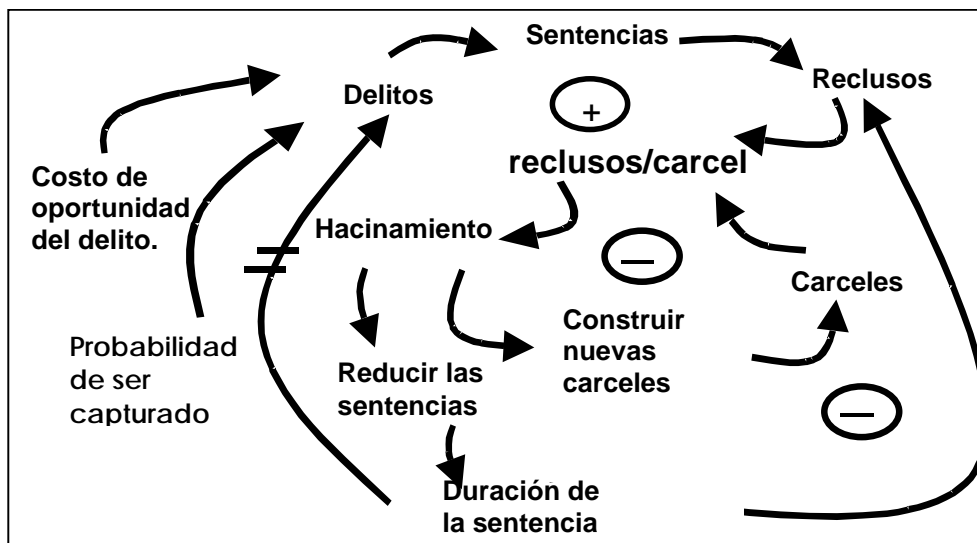 Sentencias
Delitos
Reclusos
+
reclusos/carcel
Costo de
oportunidad
del delito.
Hacinamiento
—
Carceles
Construir
nuevas
carceles
Probabilidad
de ser
capturado
Reducir las
sentencias
—
Duración de
la sentencia